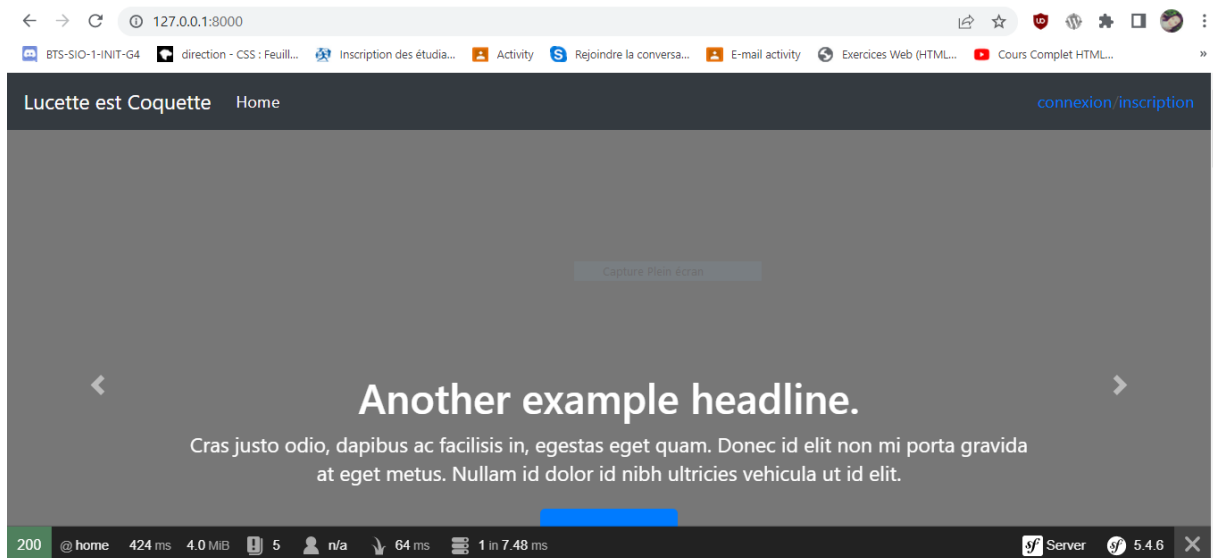 127.0.0.1:8000
BTS-SIO-1-INIT-G4 direction - CSS : Feuill... Inscription des étudia... Activity Rejoindre la conversa... E-mail activity Exercices Web (HTML... Cours Complet HTML... »
Lucette est Coquette Home connexion/inscription
Capture Plein écran
Another example headline.
Cras justo odio, dapibus ac facilisis in, egestas eget quam. Donec id elit non mi porta gravida
at eget metus. Nullam id dolor id nibh ultricies vehicula ut id elit.
200 @ home 424 ms 4.0 MiB 5 n/a 64 ms 1 in 7.48 ms sf Server sf 5.4.6